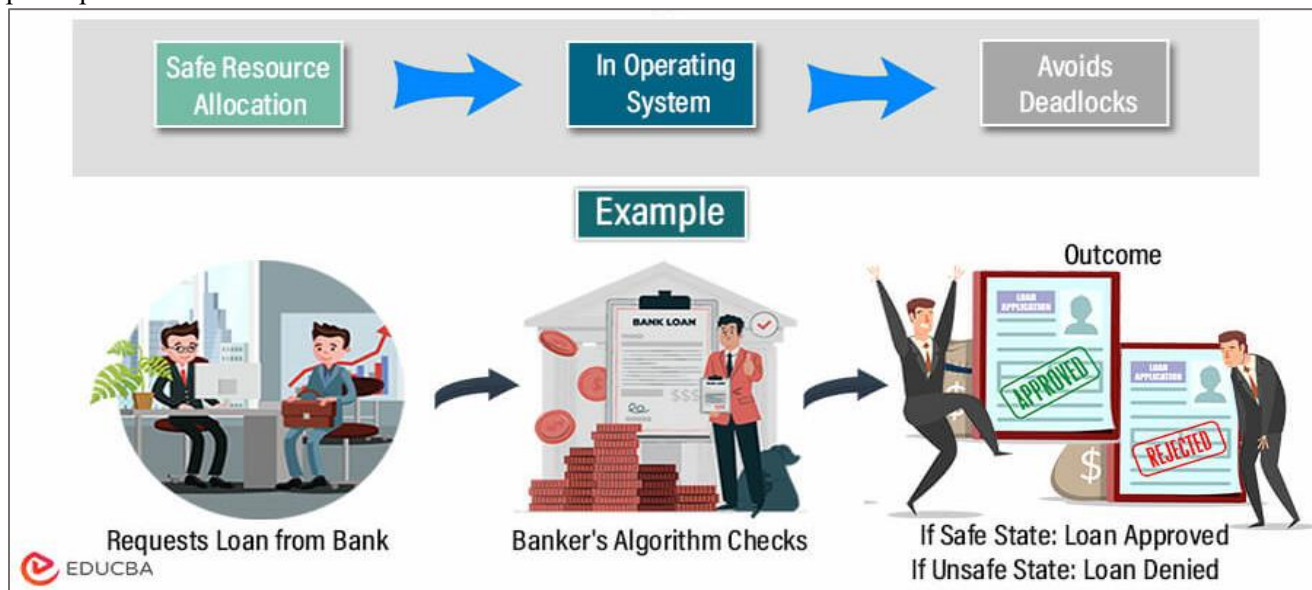 Safe Resource
Allocation
In Operating
System
Avoids
Deadlocks
Example
Outcome
BANK LOAN
$$$
LOAN
APPLICATION
APPROVED
LOAN
APPLICATION
REJECTED
$
Requests Loan from Bank
Banker's Algorithm Checks
If Safe State: Loan Approved
If Unsafe State: Loan Denied
EDUCBA